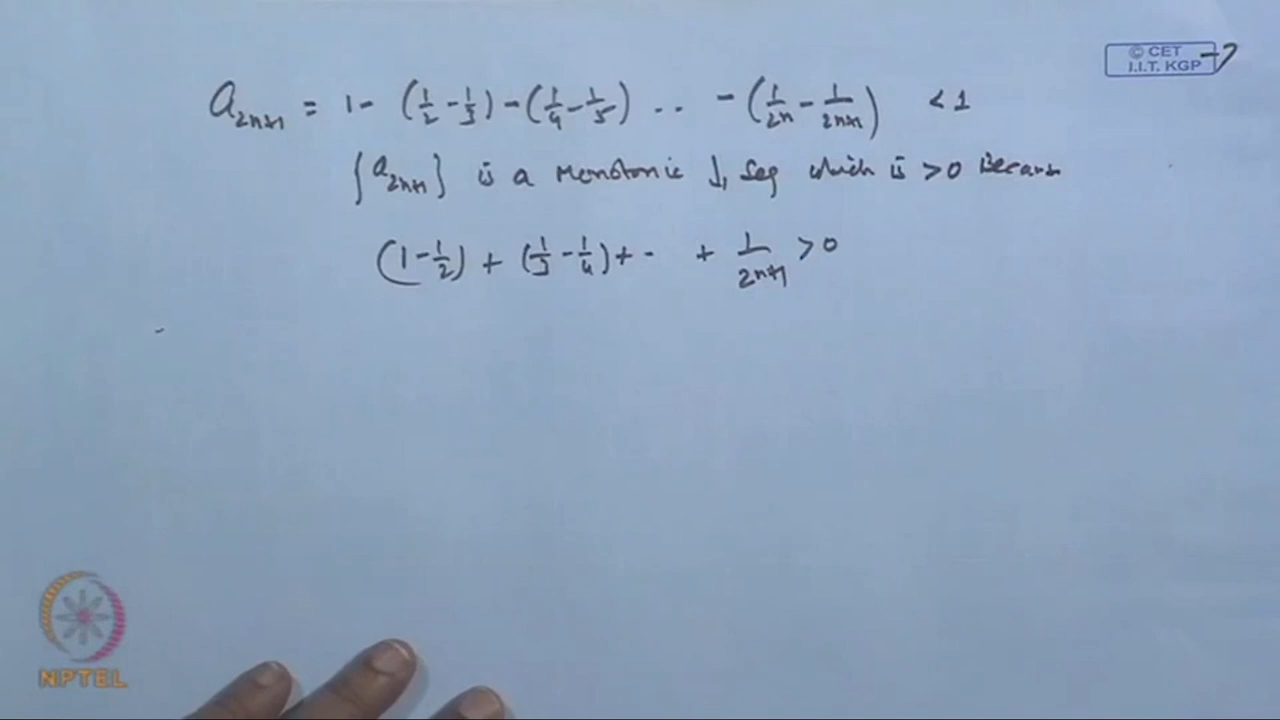 © CET
I.I.T. KGP
a_{2n+1} = 1 - (1/2 - 1/3) - (1/4 - 1/5) .. - (1/2n - 1/2n+1) < 1
{a_{2n+1}} is a Monotonic ↓, Seq which is > 0 because
(1 - 1/2) + (1/3 - 1/4) + - + 1/2n+1 > 0
NPTEL